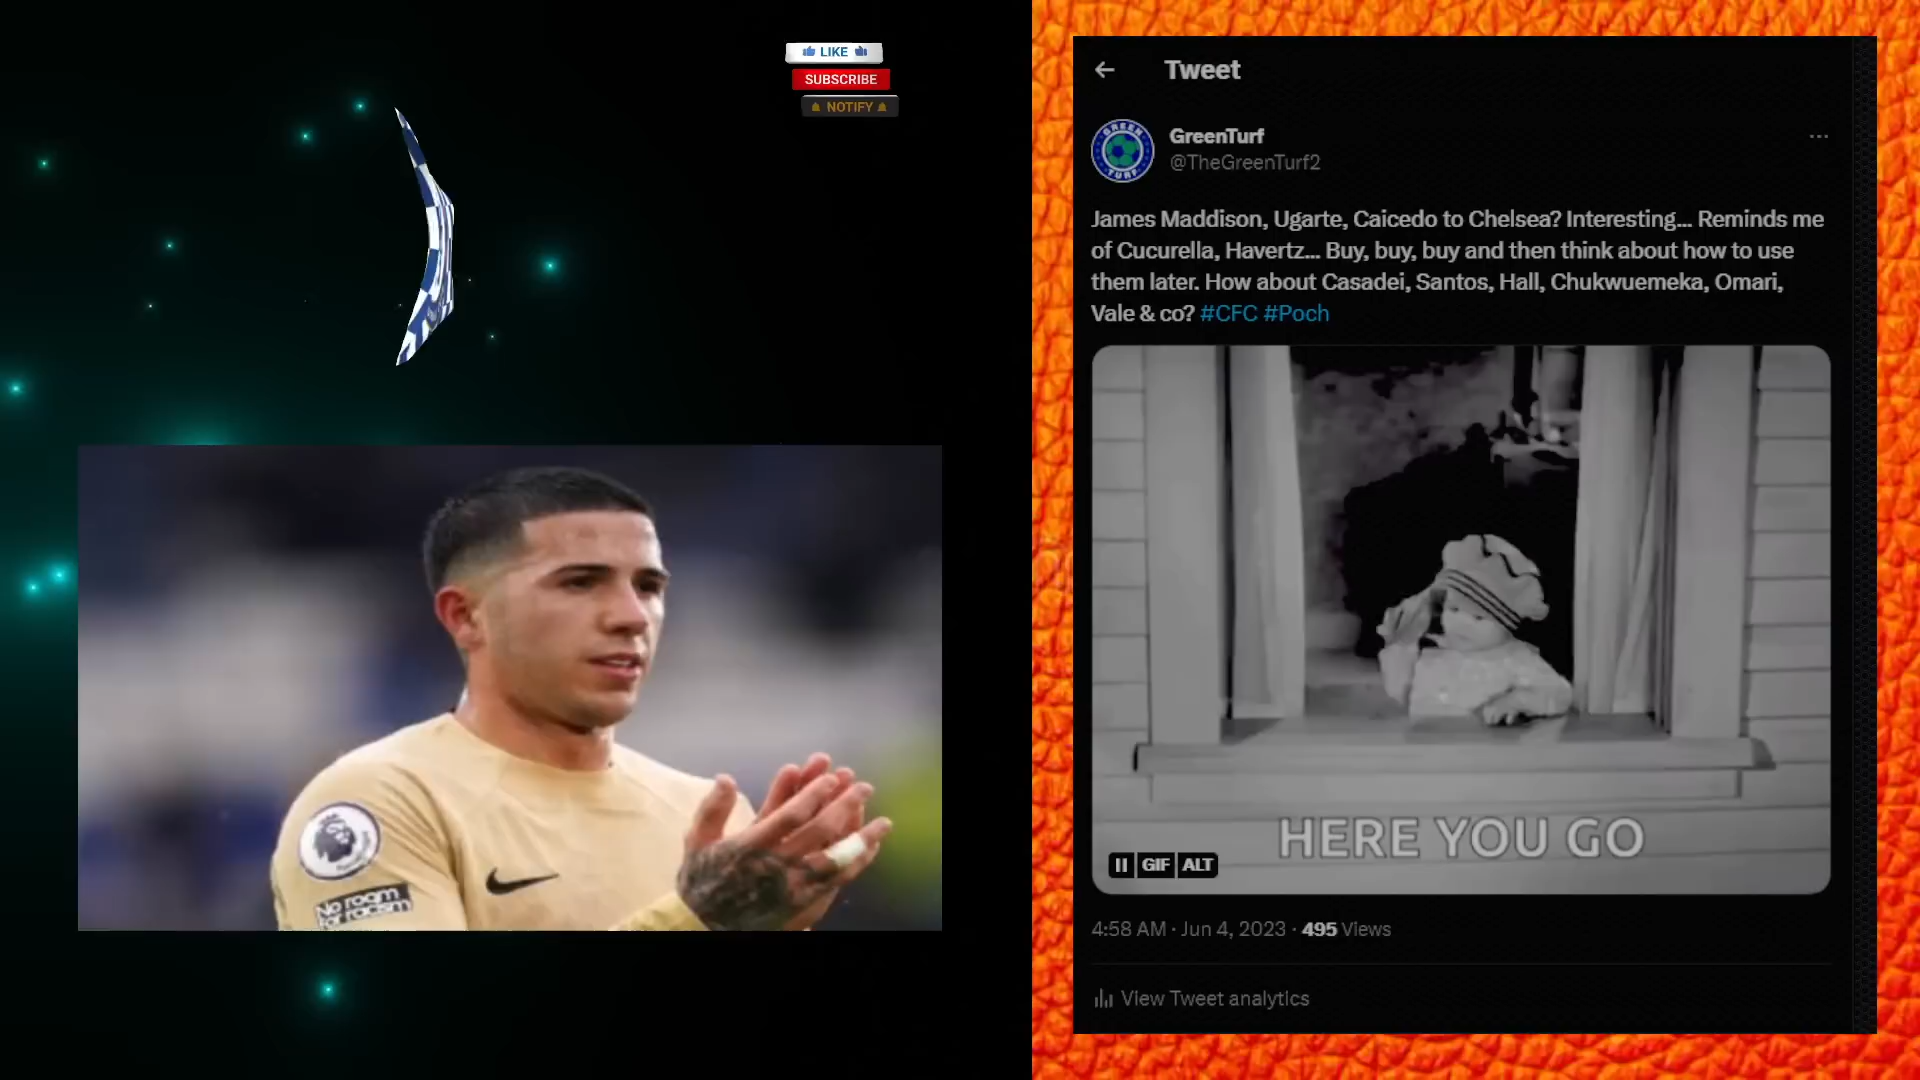 LIKE
SUBSCRIBE
NOTIFY
No room
for racism
Tweet
GREEN
TURF
GreenTurf
@TheGreenTurf2
James Maddison, Ugarte, Caicedo to Chelsea? Interesting... Reminds me
of Cucurella, Havertz... Buy, buy, buy and then think about how to use
them later. How about Casadei, Santos, Hall, Chukwuemeka, Omari,
Vale & co? #CFC #Poch
HERE YOU GO
GIF ALT
4:58 AM · Jun 4, 2023 · 495 Views
View Tweet analytics